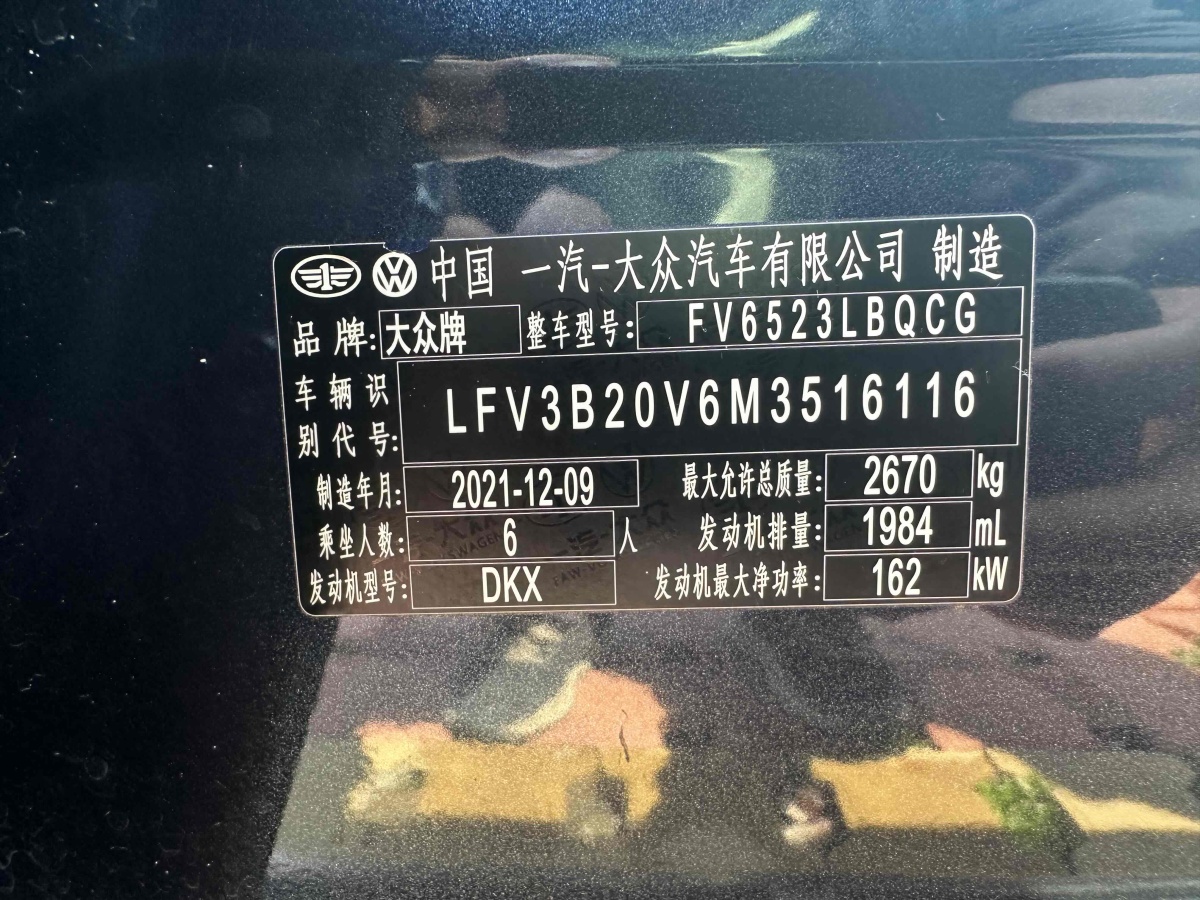 中国 一汽-大众汽车有限公司 制造
品牌: 大众牌 整车型号: FV6523LBQCG
车辆识
别代号: LFV3B20V6M3516116
制造年月: 2021-12-09 最大允许总质量: 2670 kg
乘坐人数: 6 人 发动机排量: 1984 mL
发动机型号: DKX 发动机最大净功率: 162 kW